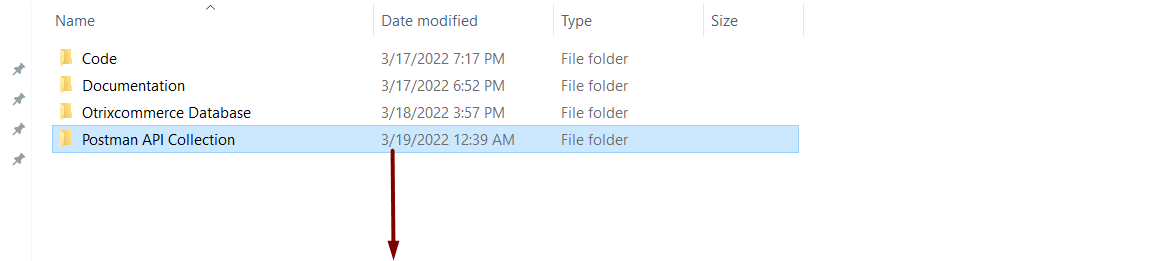 Name Date modified Type Size
Code 3/17/2022 7:17 PM File folder
Documentation 3/17/2022 6:52 PM File folder
Otrixcommerce Database 3/18/2022 3:57 PM File folder
Postman API Collection 3/19/2022 12:39 AM File folder